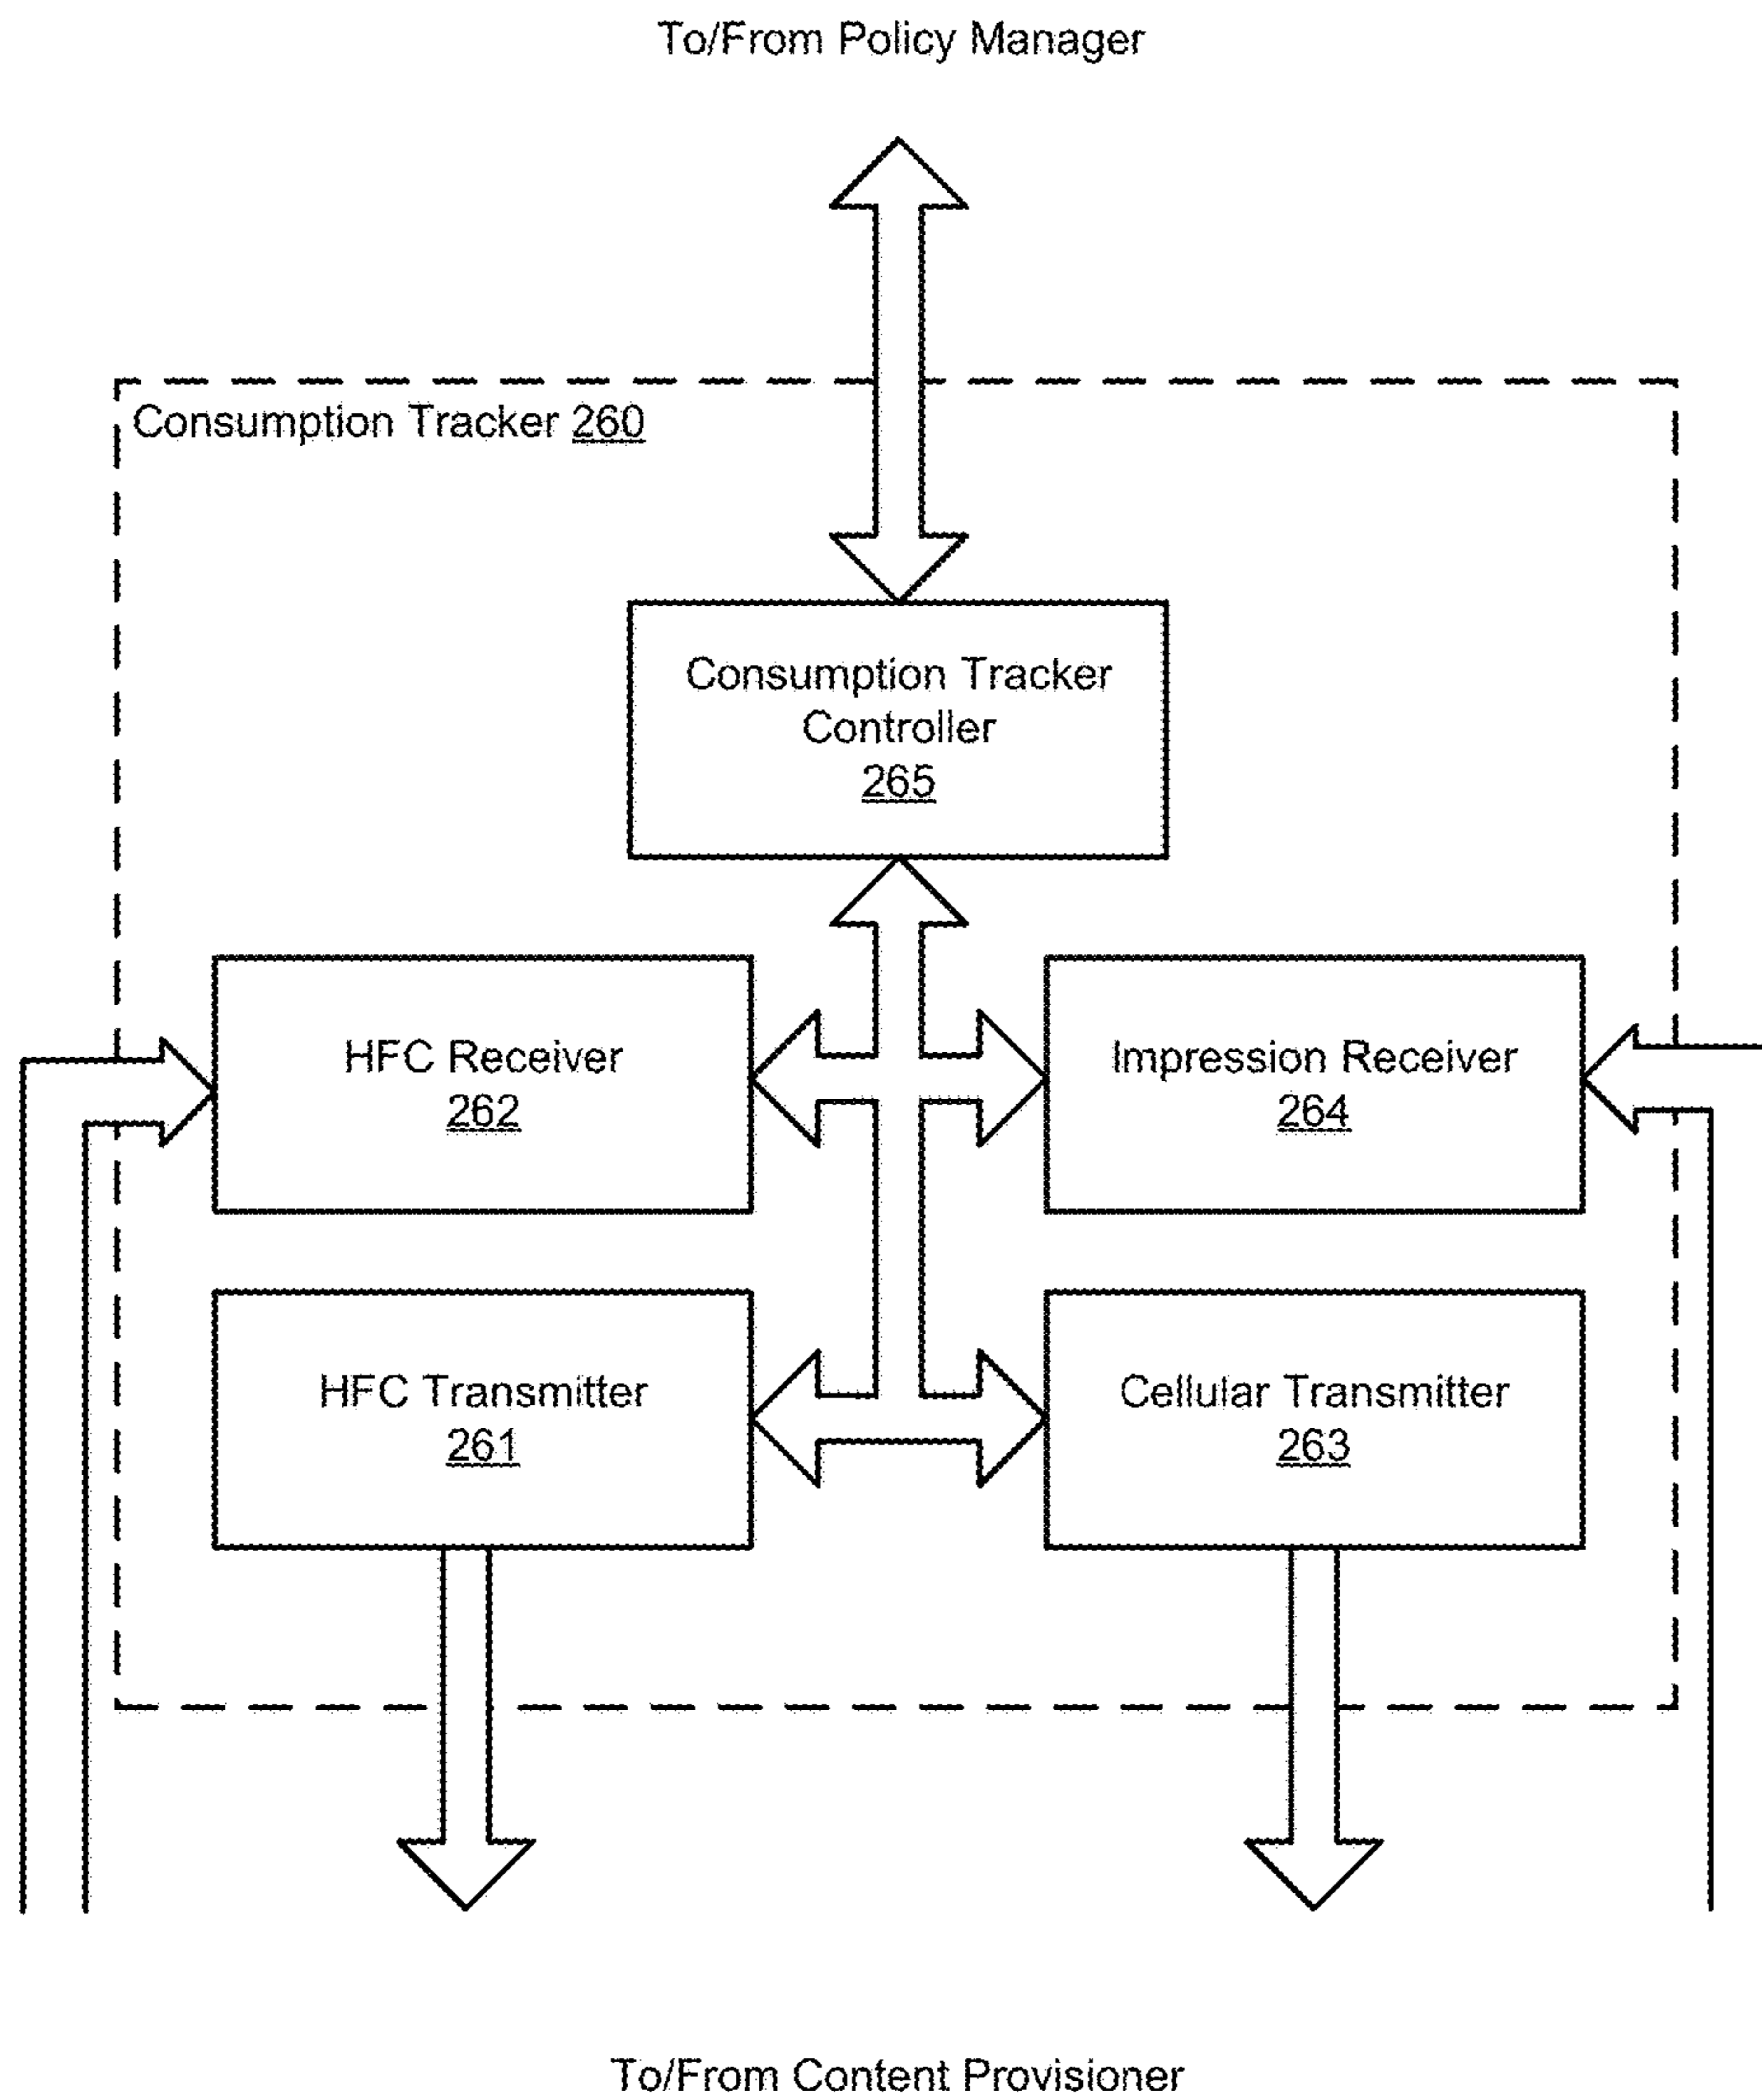 To/From Policy Manager
Consumption Tracker 260
Consumption Tracker
Controller
265
HFC Receiver
262
Impression Receiver
264
HFC Transmitter
261
Cellular Transmitter
263
To/From Content Provisioner